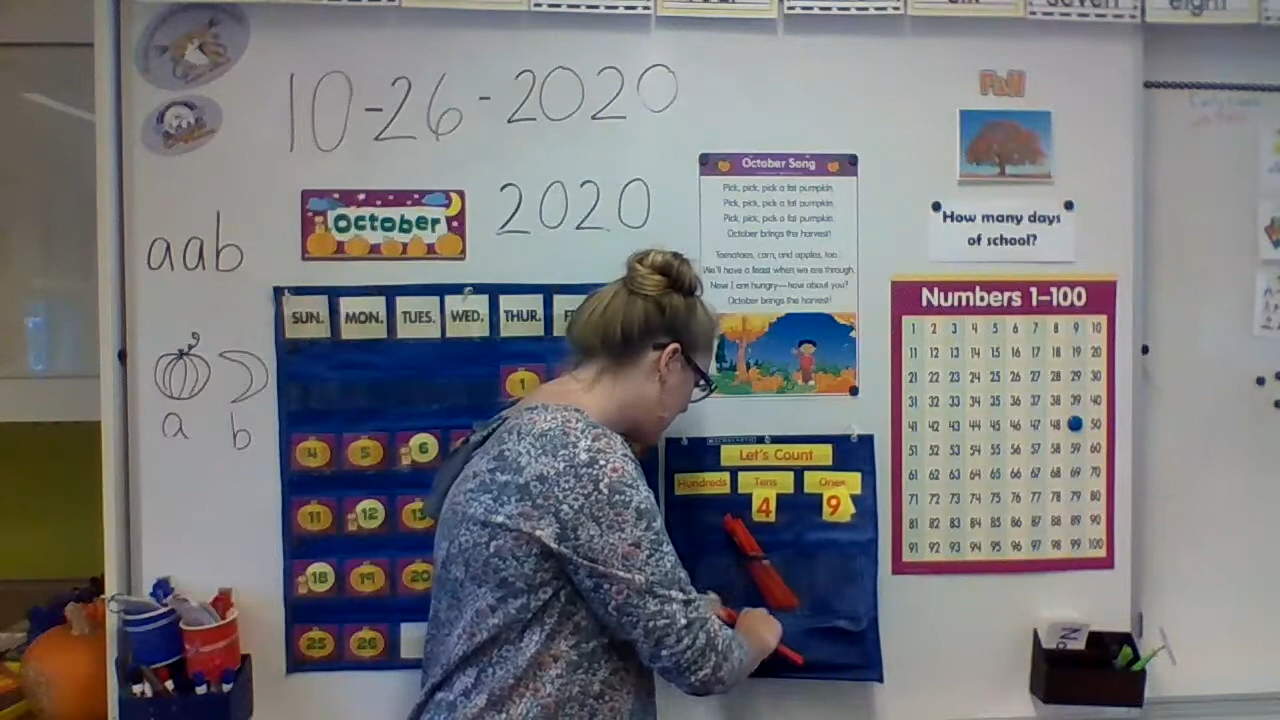 seven
eight
10-26-2020
Fall
2020
October
October Song
Pick, pick, pick a fat pumpkin
Pick, pick, pick a fat pumpkin
Pick, pick, pick a fat pumpkin
October brings the harvest!
Tomatoes, corn, and apples, too
We'll have a feast when we are through.
Now I am hungry—how about you?
October brings the harvest!
How many days
of school?
aab
a
b
SUN. MON. TUES. WED. THUR.
1
4 5 6
11 12 13
18 19 20
25 26
SCHOLASTIC
Let's Count
Hundreds Tens Ones
4 9
Numbers 1–100
1 2 3 4 5 6 7 8 9 10
11 12 13 14 15 16 17 18 19 20
21 22 23 24 25 26 27 28 29 30
31 32 33 34 35 36 37 38 39 40
41 42 43 44 45 46 47 48 50
51 52 53 54 55 56 57 58 59 60
61 62 63 64 65 66 67 68 69 70
71 72 73 74 75 76 77 78 79 80
81 82 83 84 85 86 87 88 89 90
91 92 93 94 95 96 97 98 99 100